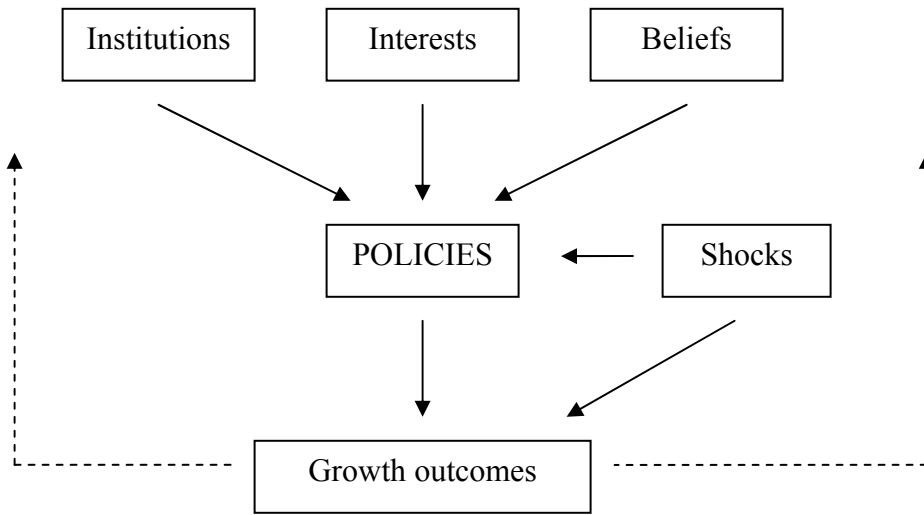 Institutions
Interests
Beliefs
POLICIES
Shocks
Growth outcomes